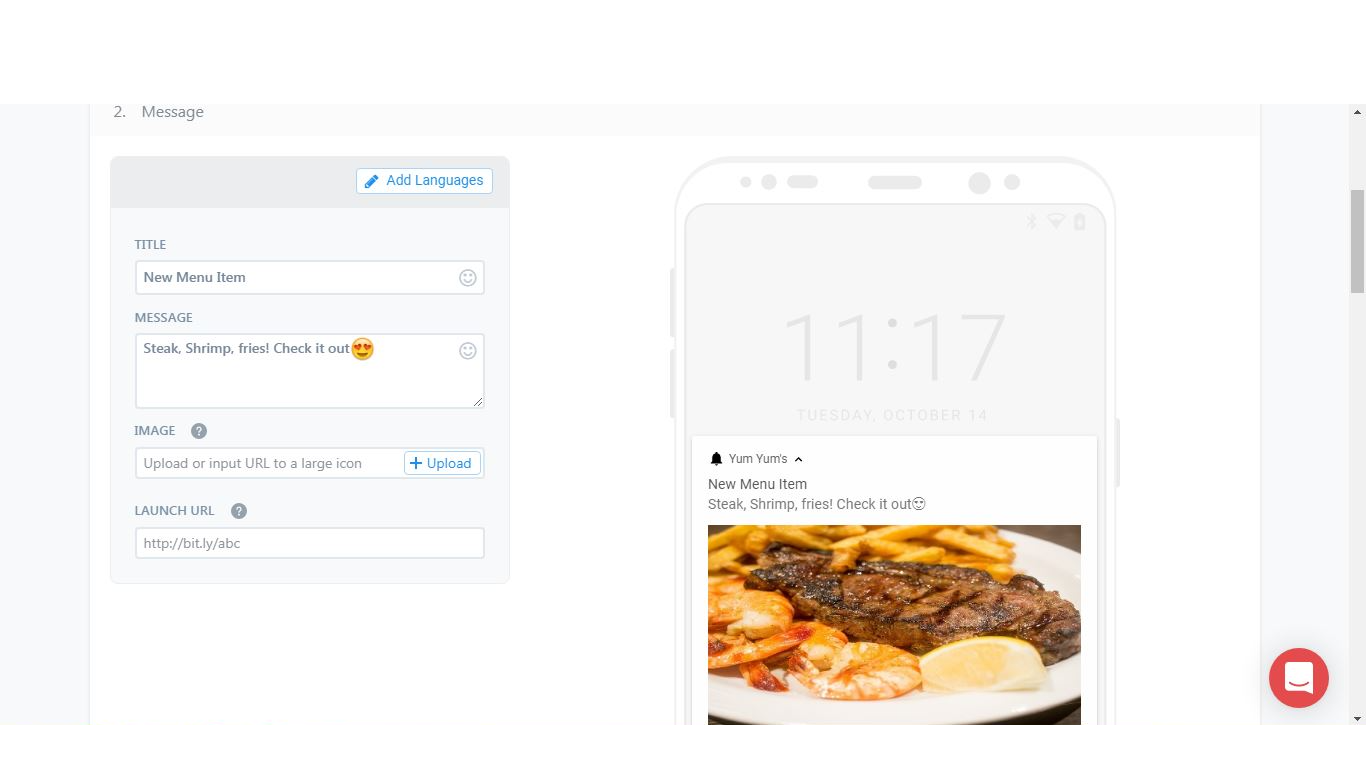 2. Message
Add Languages
TITLE
New Menu Item
MESSAGE
Steak, Shrimp, fries! Check it out😍
IMAGE ?
Upload or input URL to a large icon
+ Upload
LAUNCH URL ?
http://bit.ly/abc
11:17
TUESDAY, OCTOBER 14
Yum Yum's
New Menu Item
Steak, Shrimp, fries! Check it out😍